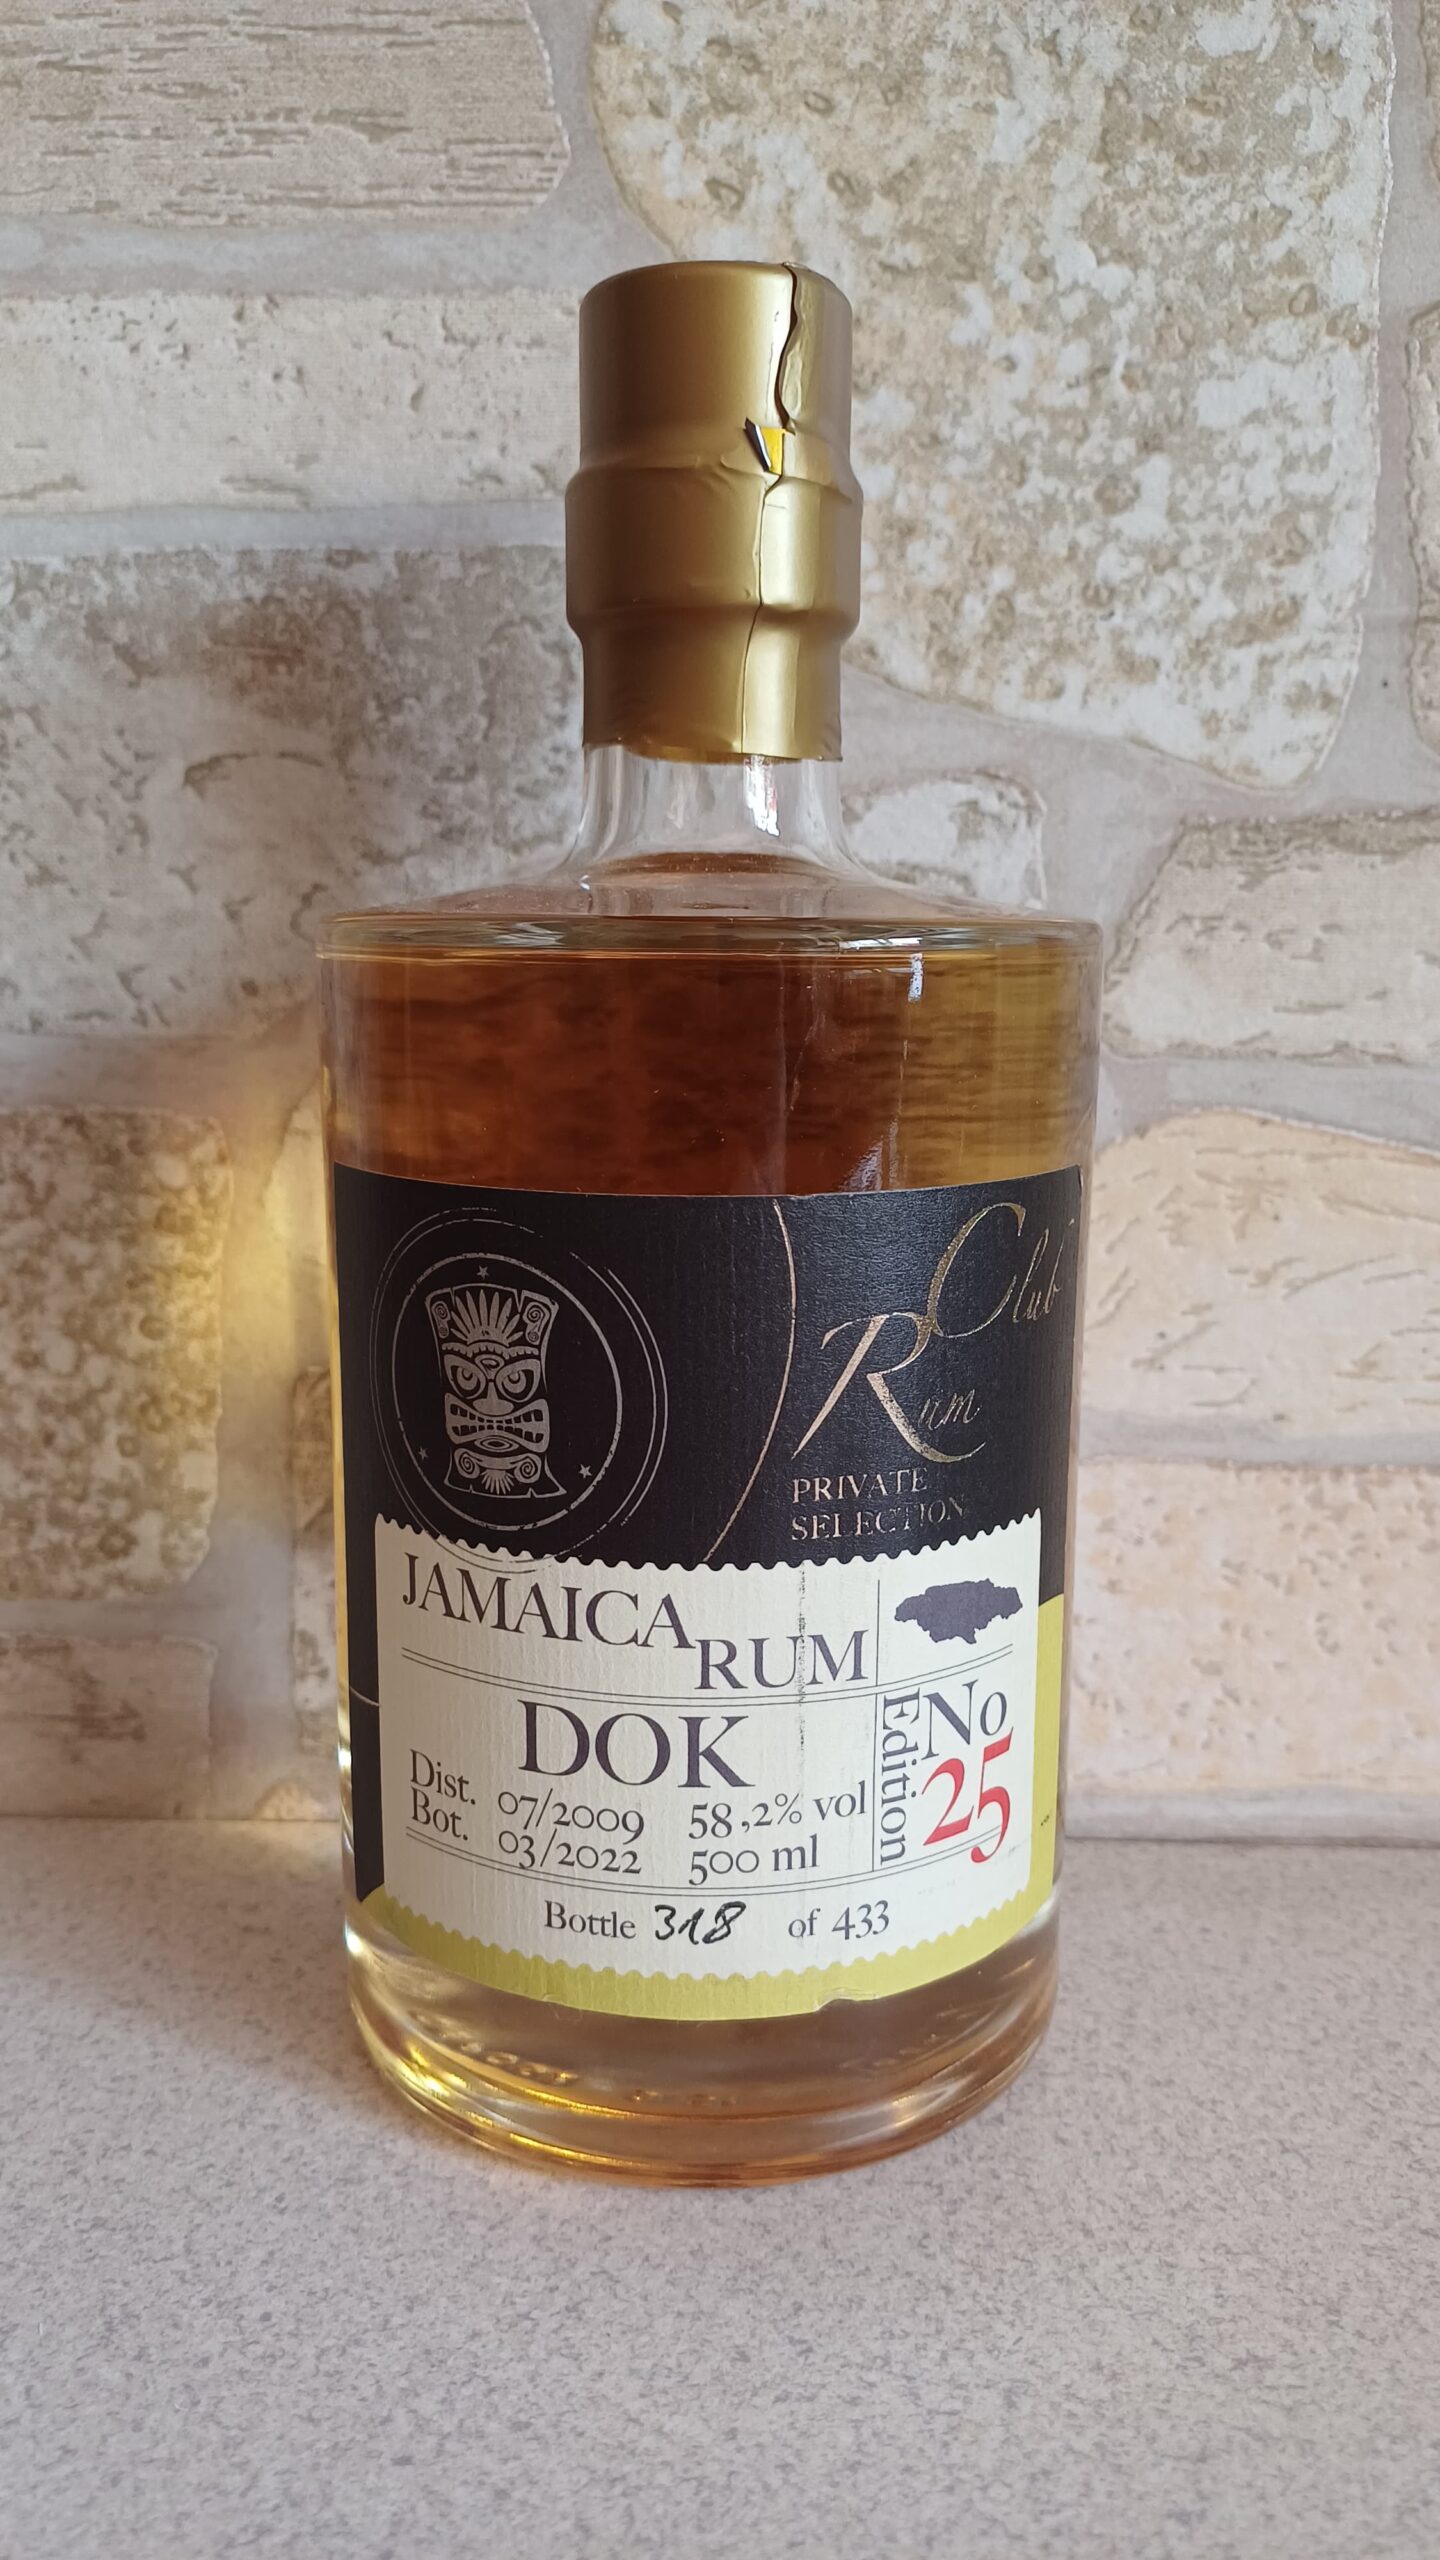 Rum Club
PRIVATE
SELECTION
JAMAICA RUM
DOK
Dist. 07/2009 58,2% vol
Bot. 03/2022 500 ml
Edition No 25
Bottle 318 of 433